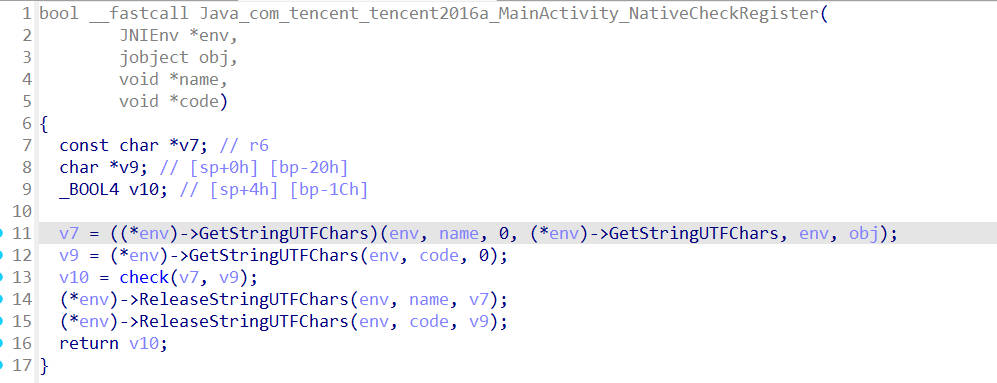 1 bool __fastcall Java_com_tencent_tencent2016a_MainActivity_NativeCheckRegister(
2         JNIEnv *env,
3         jobject obj,
4         void *name,
5         void *code)
6 {
7   const char *v7; // r6
8   char *v9; // [sp+0h] [bp-20h]
9   _BOOL4 v10; // [sp+4h] [bp-1Ch]
10
11   v7 = ((*env)->GetStringUTFChars)(env, name, 0, (*env)->GetStringUTFChars, env, obj);
12   v9 = (*env)->GetStringUTFChars(env, code, 0);
13   v10 = check(v7, v9);
14   (*env)->ReleaseStringUTFChars(env, name, v7);
15   (*env)->ReleaseStringUTFChars(env, code, v9);
16   return v10;
17 }